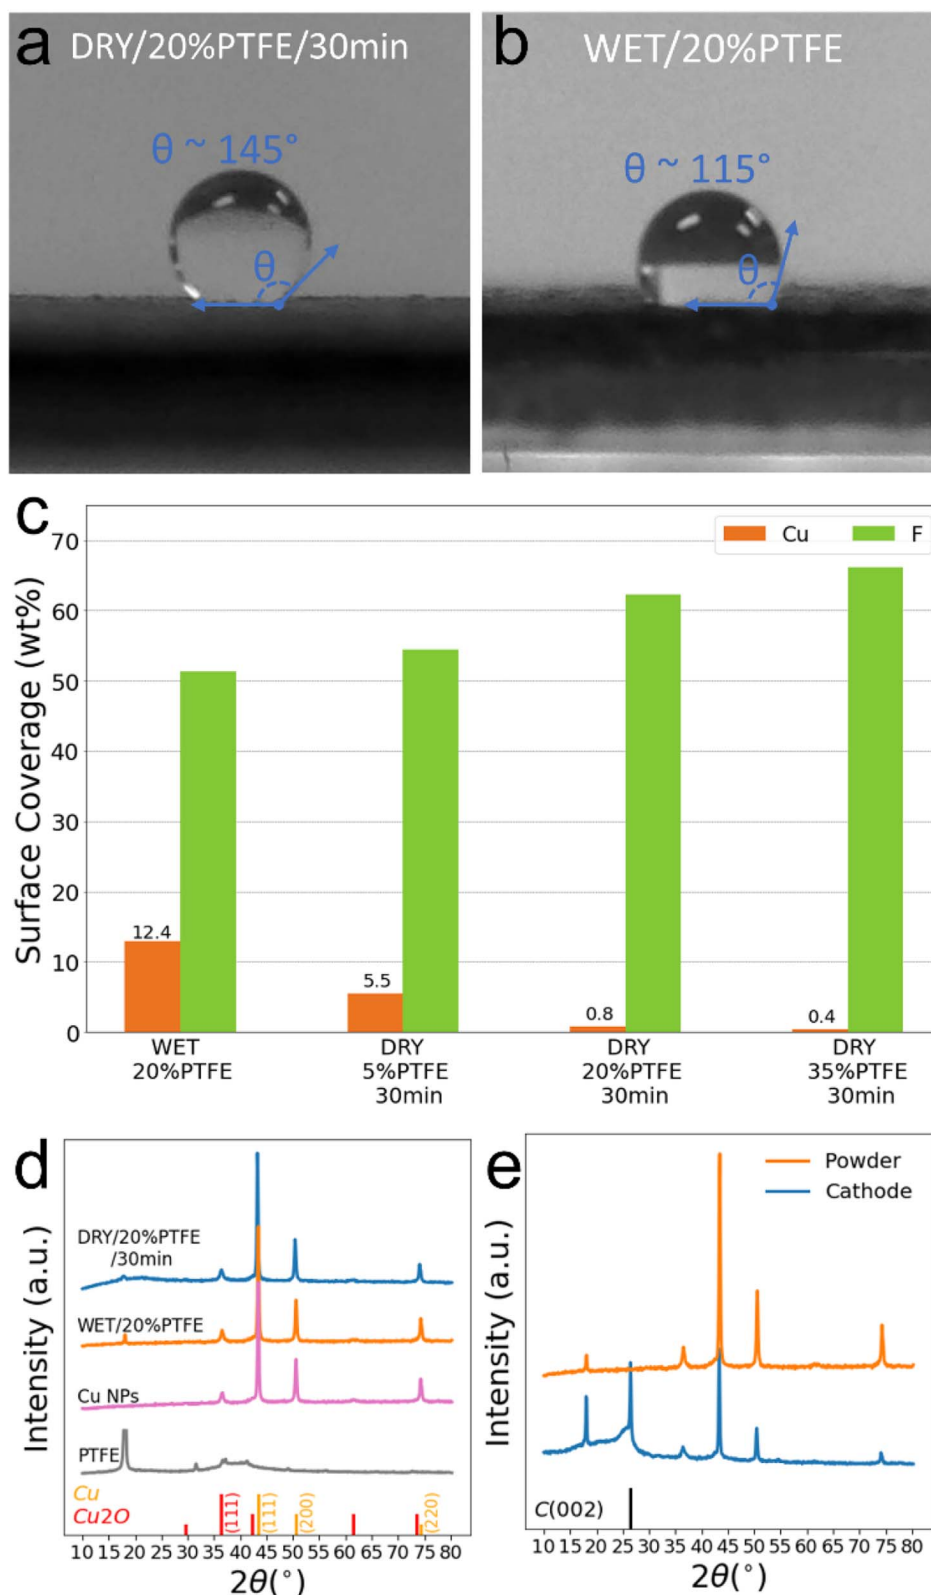 a
DRY/20%PTFE/30min
θ ~ 145°
θ
b
WET/20%PTFE
θ ~ 115°
θ
c
Surface Coverage (wt%)
70
60
50
40
30
20
10
0
Cu
F
12.4
5.5
0.8
0.4
WET
20%PTFE
DRY
5%PTFE
30min
DRY
20%PTFE
30min
DRY
35%PTFE
30min
d
Intensity (a.u.)
DRY/20%PTFE
/30min
WET/20%PTFE
Cu NPs
PTFE
Cu
Cu2O
(111)
(111)
(200)
(220)
10 15 20 25 30 35 40 45 50 55 60 65 70 75 80
2θ(°)
e
Intensity (a.u.)
Powder
Cathode
C(002)
10 15 20 25 30 35 40 45 50 55 60 65 70 75 80
2θ(°)